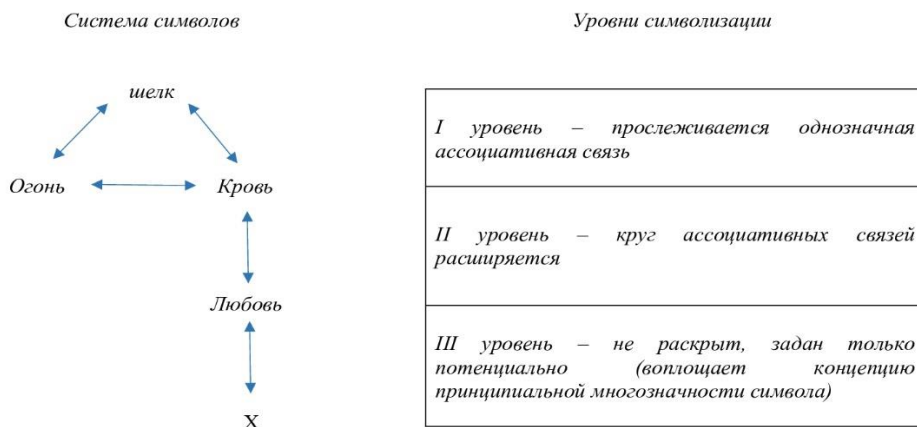 Система символов
Уровни символизации
шелк
Огонь
Кровь
Любовь
X
I уровень – прослеживается однозначная
ассоциативная связь
II уровень – круг ассоциативных связей
расширяется
III уровень – не раскрыт, задан только
потенциально (воплощает концепцию
принципиальной многозначности символа)